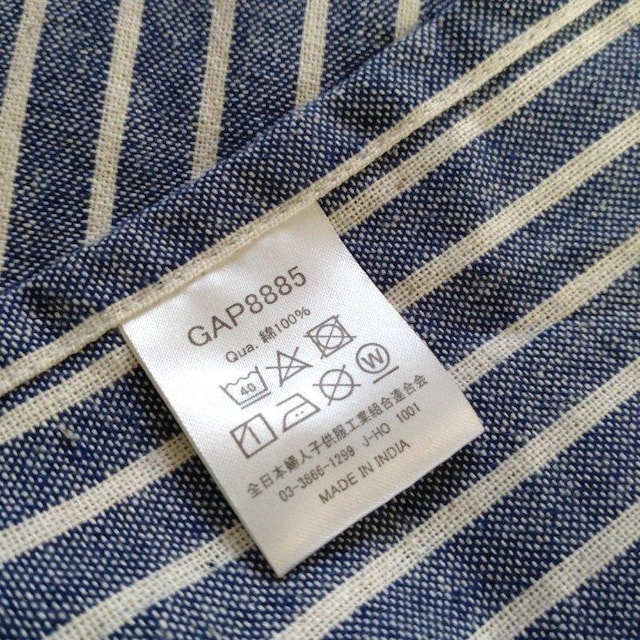 GAP8885
Qua. 綿100%
40
W
全日本婦人子供服工業組合連合会
03-3866-1299 J-HO 1001
MADE IN INDIA